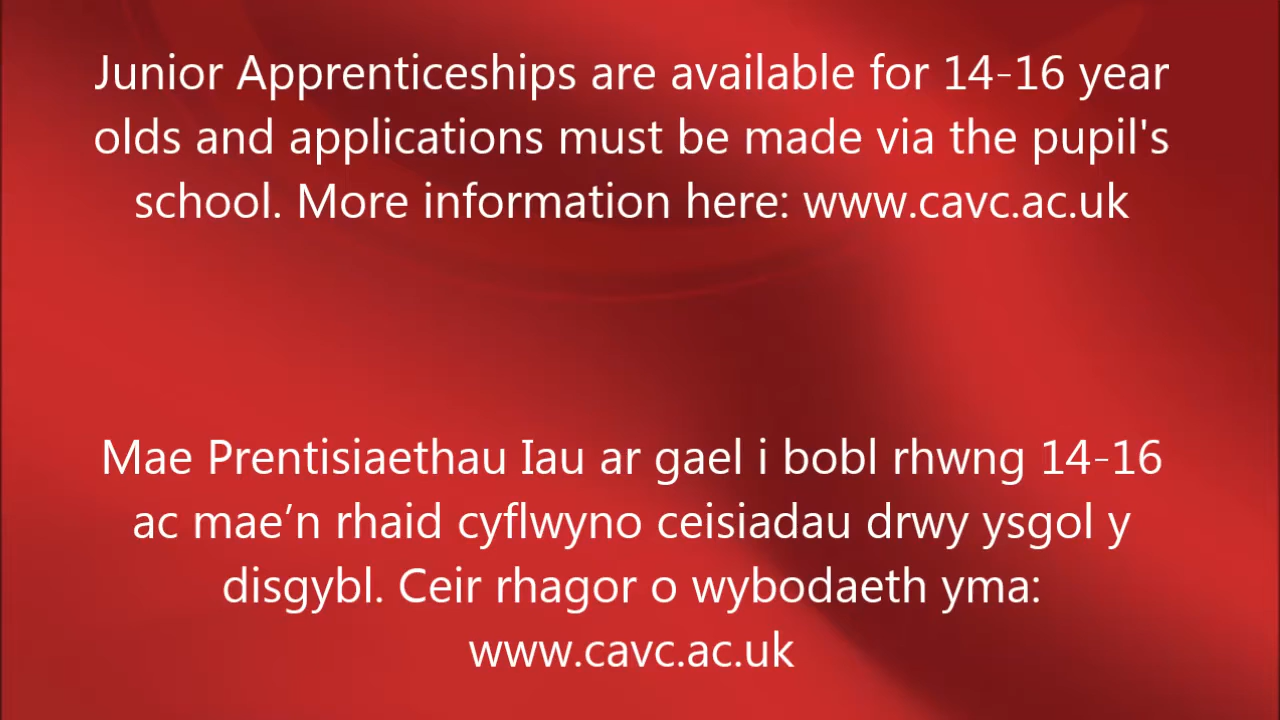 Junior Apprenticeships are available for 14-16 year
olds and applications must be made via the pupil's
school. More information here: www.cavc.ac.uk
Mae Prentisiaethau Iau ar gael i bobl rhwng 14-16
ac mae’n rhaid cyflwyno ceisiadau drwy ysgol y
disgybl. Ceir rhagor o wybodaeth yma:
www.cavc.ac.uk